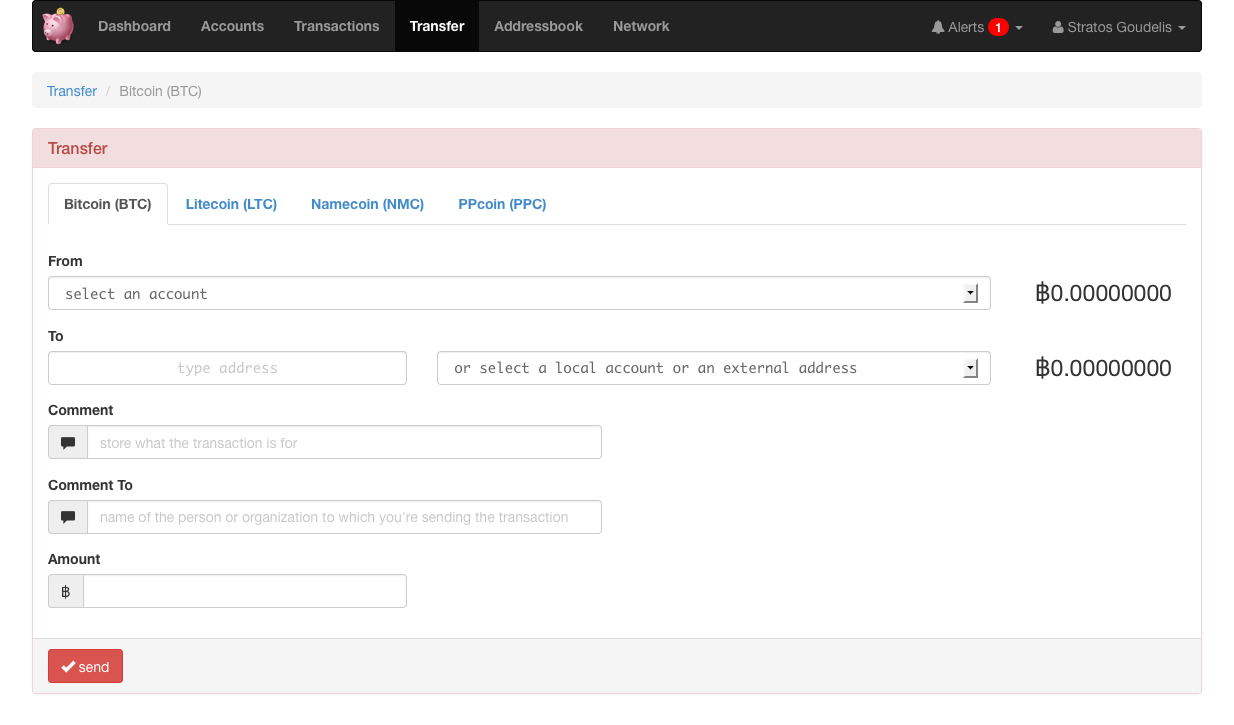 Dashboard Accounts Transactions Transfer Addressbook Network Alerts 1 Stratos Goudelis
Transfer / Bitcoin (BTC)
Transfer
Bitcoin (BTC) Litecoin (LTC) Namecoin (NMC) PPcoin (PPC)
From
select an account ฿0.00000000
To
type address or select a local account or an external address ฿0.00000000
Comment
store what the transaction is for
Comment To
name of the person or organization to which you're sending the transaction
Amount
฿
send